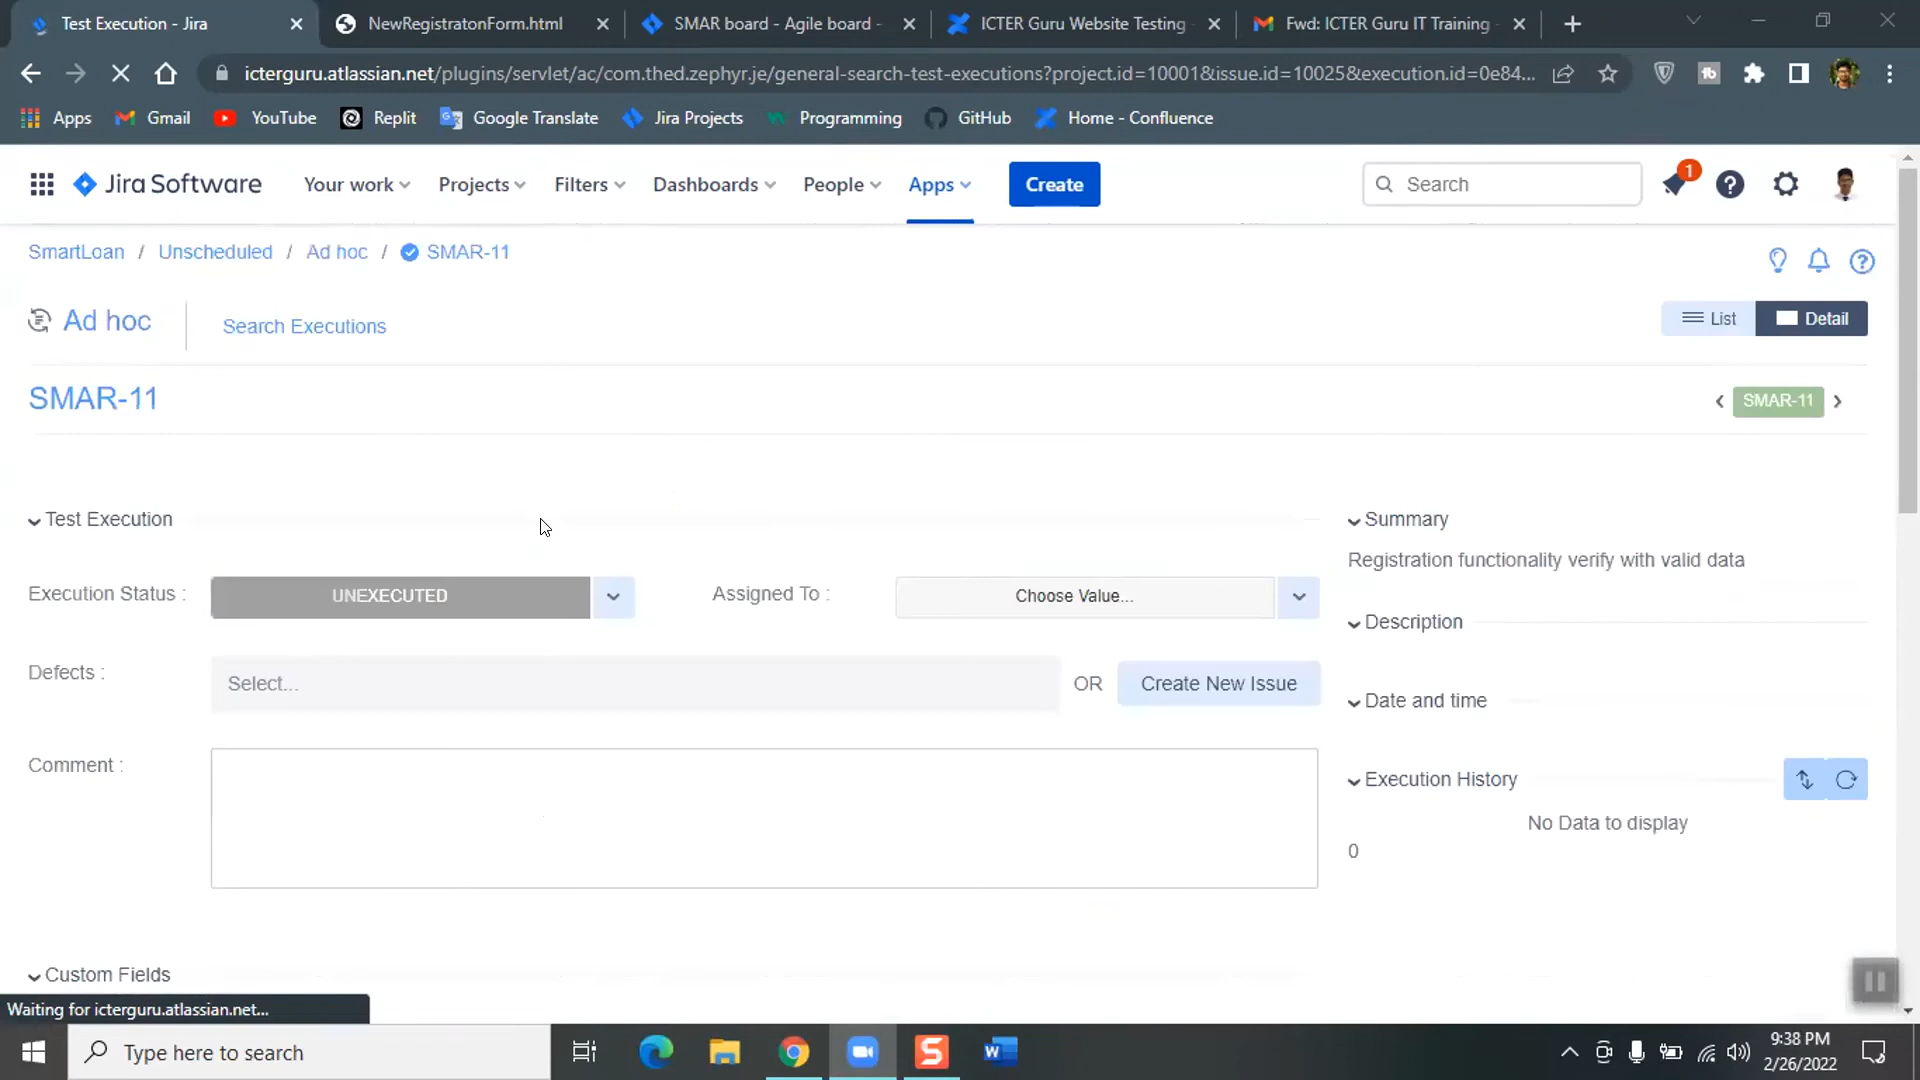 Test Execution - Jira
NewRegistratonForm.html
SMAR board - Agile board -
ICTER Guru Website Testing
Fwd: ICTER Guru IT Training -
icterguru.atlassian.net/plugins/servlet/ac/com.thed.zephyr.je/general-search-test-executions?project.id=10001&issue.id=10025&execution.id=0e84...
Apps
Gmail
YouTube
Replit
Google Translate
Jira Projects
Programming
GitHub
Home - Confluence
Jira Software
Your work
Projects
Filters
Dashboards
People
Apps
Create
Search
1
SmartLoan / Unscheduled / Ad hoc / SMAR-11
Ad hoc
Search Executions
List
Detail
SMAR-11
SMAR-11
Test Execution
Execution Status :
UNEXECUTED
Assigned To :
Choose Value...
Defects :
Select...
OR
Create New Issue
Comment :
Custom Fields
Summary
Registration functionality verify with valid data
Description
Date and time
Execution History
No Data to display
0
Waiting for icterguru.atlassian.net...
Type here to search
9:38 PM
2/26/2022